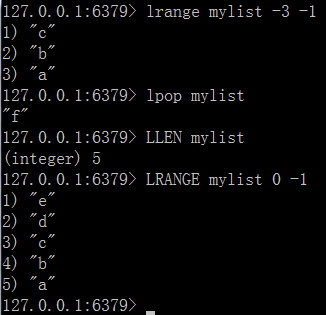 127.0.0.1:6379> lrange mylist -3 -1
1) "c"
2) "b"
3) "a"
127.0.0.1:6379> lpop mylist
"f"
127.0.0.1:6379> LLEN mylist
(integer) 5
127.0.0.1:6379> LRANGE mylist 0 -1
1) "e"
2) "d"
3) "c"
4) "b"
5) "a"
127.0.0.1:6379>